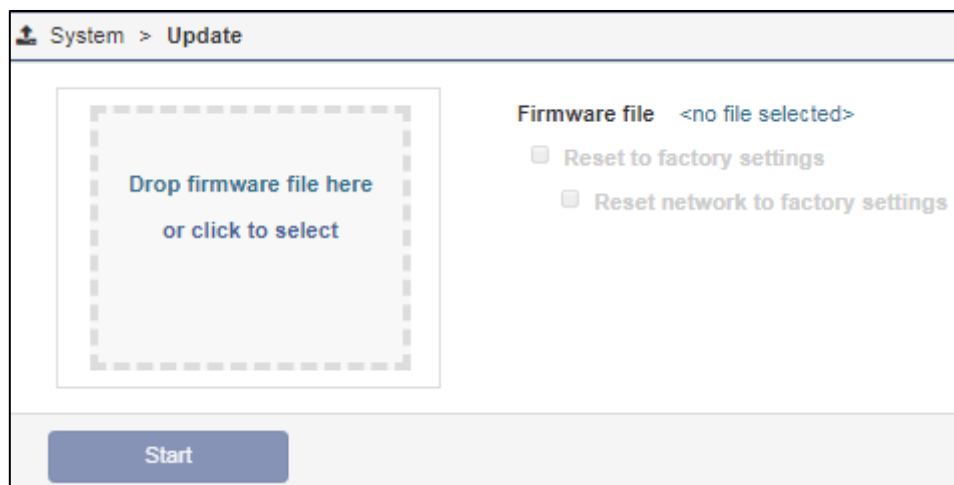 System > Update
Drop firmware file here
or click to select
Firmware file <no file selected>
Reset to factory settings
Reset network to factory settings
Start